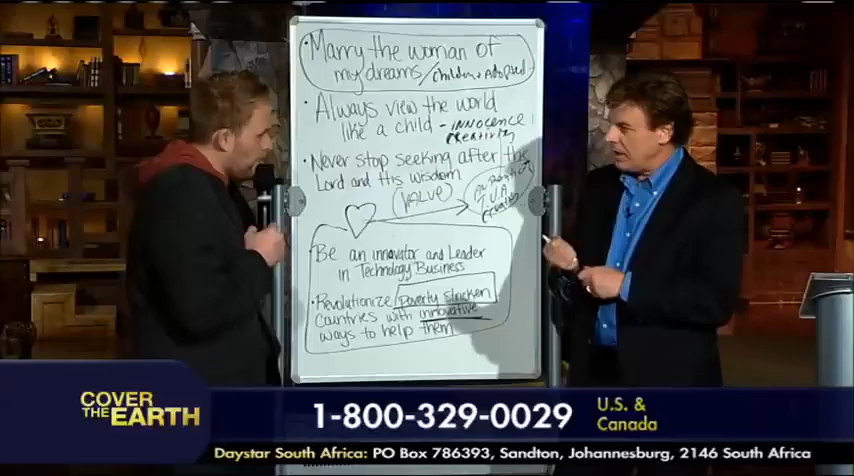 • Marry the woman of
my dreams / children + Adopted
• Always view the world
like a child - INNOCENCE
Creativity
• Never Stop Seeking after the
Lord and His wisdom
(VALUE)
Be an innovator and Leader
in Technology, Business
• Revolutionize Poverty stricken
Countries with innovative
ways to help them
COVER
THE EARTH
1-800-329-0029
U.S. &
Canada
Daystar South Africa: PO Box 786393, Sandton, Johannesburg, 2146 South Africa